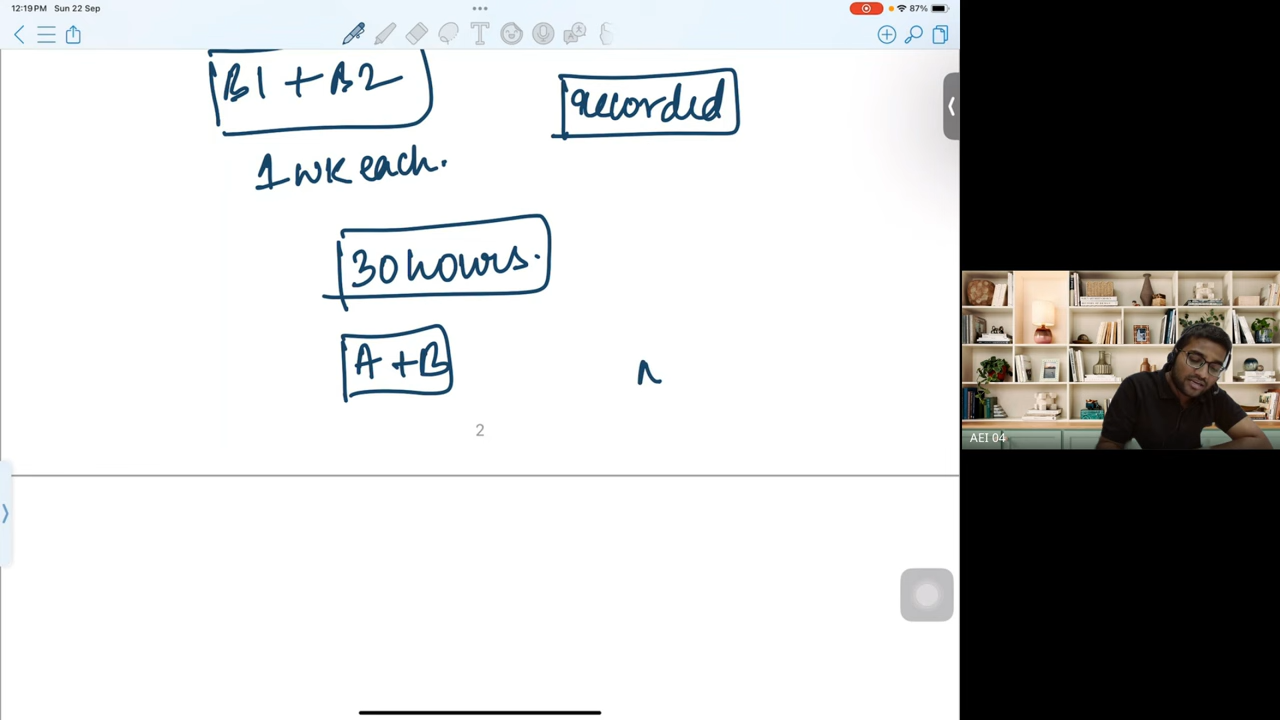 12:19 PM Sun 22 Sep
87%
B1 + B2
recorded
1 wk each.
30 hours.
A + B
2
AEI 04